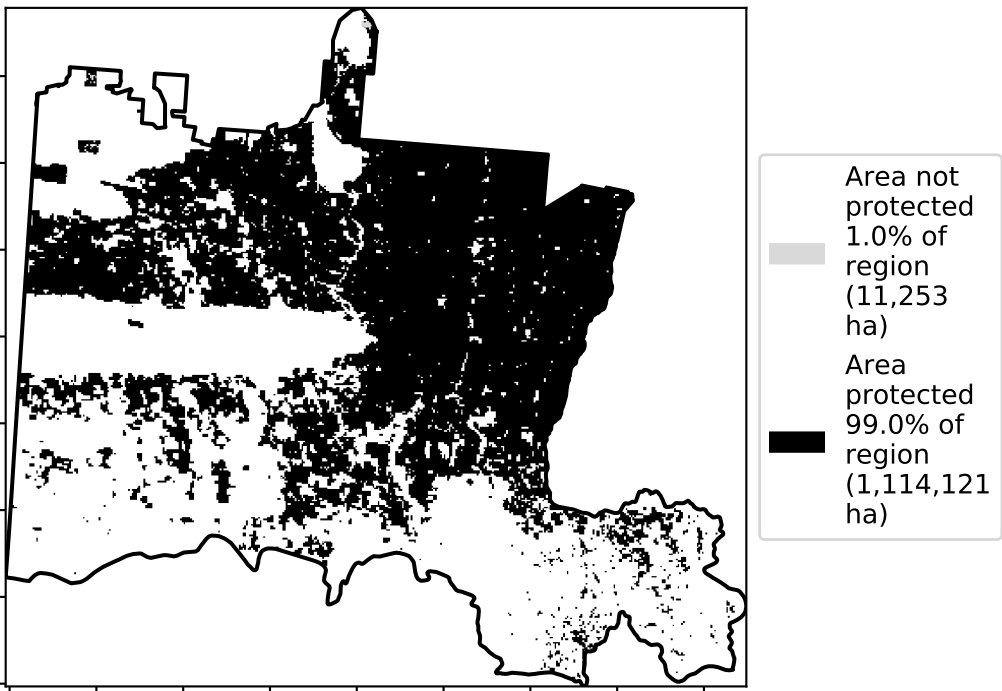 Area not
protected
1.0% of
region
(11,253
ha)
Area
protected
99.0% of
region
(1,114,121
ha)